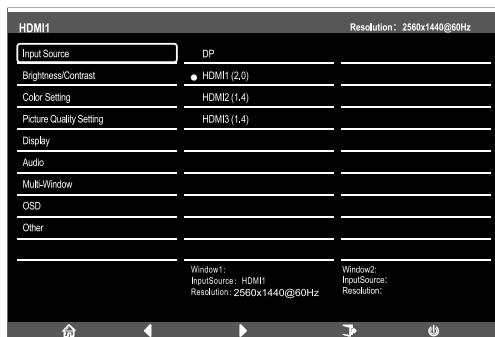 HDMI1 Resolution: 2560x1440@60Hz
Input Source DP
Brightness/Contrast HDMI1 (2,0)
Color Setting HDMI2 (1.4)
Picture Quality Setting HDMI3 (1.4)
Display
Audio
Multi-Window
OSD
Other
Window1: Window2:
InputSource: HDMI1 InputSource:
Resolution: 2560x1440@60Hz Resolution: